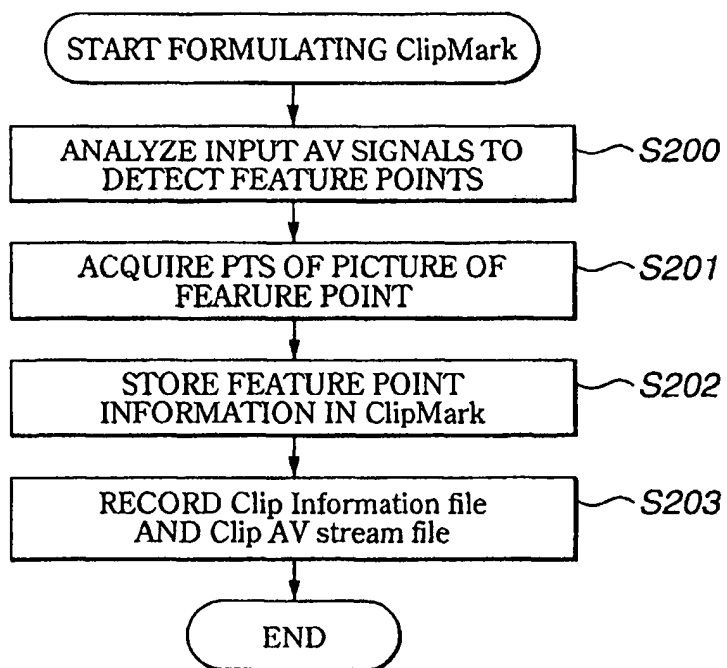 START FORMULATING ClipMark
ANALYZE INPUT AV SIGNALS TO
DETECT FEATURE POINTS
S200
ACQUIRE PTS OF PICTURE OF
FEARURE POINT
S201
STORE FEATURE POINT
INFORMATION IN ClipMark
S202
RECORD Clip Information file
AND Clip AV stream file
S203
END